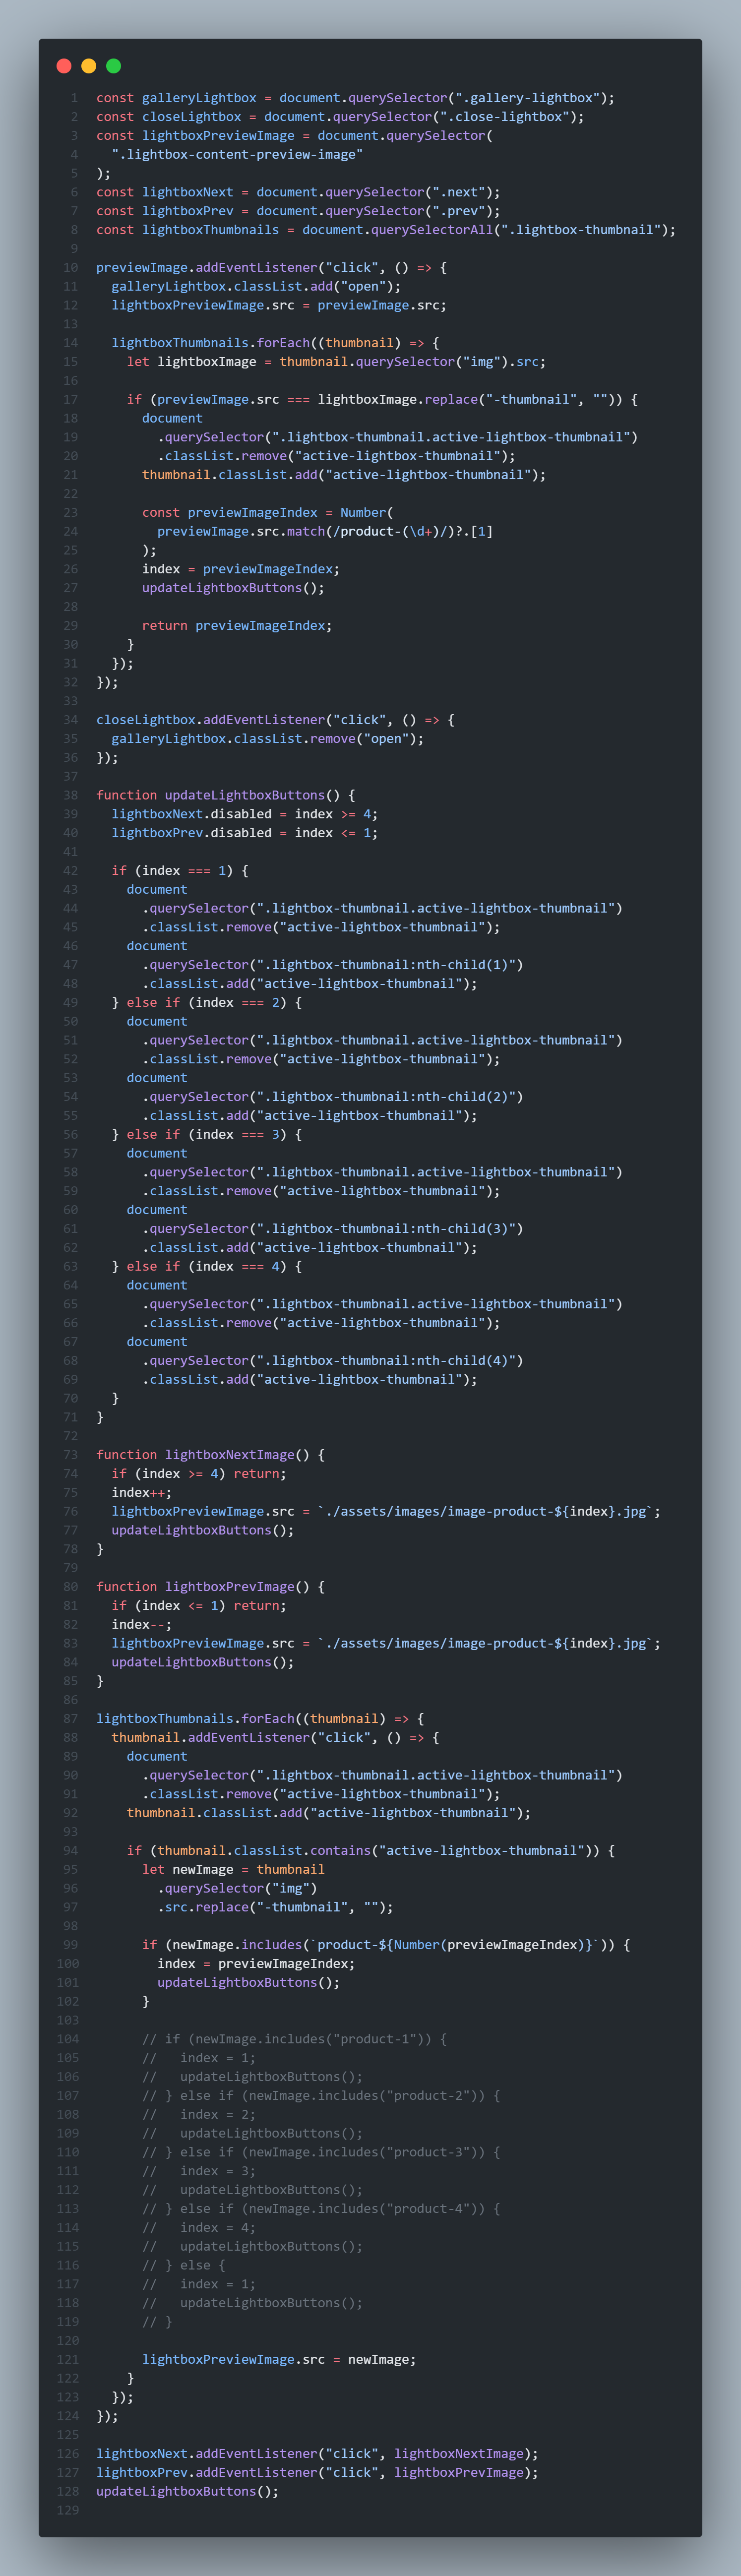 1 const galleryLightbox = document.querySelector(".gallery-lightbox");
2 const closeLightbox = document.querySelector(".close-lightbox");
3 const lightboxPreviewImage = document.querySelector(
4   ".lightbox-content-preview-image"
5 );
6 const lightboxNext = document.querySelector(".next");
7 const lightboxPrev = document.querySelector(".prev");
8 const lightboxThumbnails = document.querySelectorAll(".lightbox-thumbnail");
9
10 previewImage.addEventListener("click", () => {
11   galleryLightbox.classList.add("open");
12   lightboxPreviewImage.src = previewImage.src;
13
14   lightboxThumbnails.forEach((thumbnail) => {
15     let lightboxImage = thumbnail.querySelector("img").src;
16
17     if (previewImage.src === lightboxImage.replace("-thumbnail", "")) {
18       document
19         .querySelector(".lightbox-thumbnail.active-lightbox-thumbnail")
20         .classList.remove("active-lightbox-thumbnail");
21       thumbnail.classList.add("active-lightbox-thumbnail");
22
23       const previewImageIndex = Number(
24         previewImage.src.match(/product-(\d+)/)?.[1]
25       );
26       index = previewImageIndex;
27       updateLightboxButtons();
28
29       return previewImageIndex;
30     }
31   });
32 });
33
34 closeLightbox.addEventListener("click", () => {
35   galleryLightbox.classList.remove("open");
36 });
37
38 function updateLightboxButtons() {
39   lightboxNext.disabled = index >= 4;
40   lightboxPrev.disabled = index <= 1;
41
42   if (index === 1) {
43     document
44       .querySelector(".lightbox-thumbnail.active-lightbox-thumbnail")
45       .classList.remove("active-lightbox-thumbnail");
46     document
47       .querySelector(".lightbox-thumbnail:nth-child(1)")
48       .classList.add("active-lightbox-thumbnail");
49   } else if (index === 2) {
50     document
51       .querySelector(".lightbox-thumbnail.active-lightbox-thumbnail")
52       .classList.remove("active-lightbox-thumbnail");
53     document
54       .querySelector(".lightbox-thumbnail:nth-child(2)")
55       .classList.add("active-lightbox-thumbnail");
56   } else if (index === 3) {
57     document
58       .querySelector(".lightbox-thumbnail.active-lightbox-thumbnail")
59       .classList.remove("active-lightbox-thumbnail");
60     document
61       .querySelector(".lightbox-thumbnail:nth-child(3)")
62       .classList.add("active-lightbox-thumbnail");
63   } else if (index === 4) {
64     document
65       .querySelector(".lightbox-thumbnail.active-lightbox-thumbnail")
66       .classList.remove("active-lightbox-thumbnail");
67     document
68       .querySelector(".lightbox-thumbnail:nth-child(4)")
69       .classList.add("active-lightbox-thumbnail");
70   }
71 }
72
73 function lightboxNextImage() {
74   if (index >= 4) return;
75   index++;
76   lightboxPreviewImage.src = `./assets/images/image-product-${index}.jpg`;
77   updateLightboxButtons();
78 }
79
80 function lightboxPrevImage() {
81   if (index <= 1) return;
82   index--;
83   lightboxPreviewImage.src = `./assets/images/image-product-${index}.jpg`;
84   updateLightboxButtons();
85 }
86
87 lightboxThumbnails.forEach((thumbnail) => {
88   thumbnail.addEventListener("click", () => {
89     document
90       .querySelector(".lightbox-thumbnail.active-lightbox-thumbnail")
91       .classList.remove("active-lightbox-thumbnail");
92     thumbnail.classList.add("active-lightbox-thumbnail");
93
94     if (thumbnail.classList.contains("active-lightbox-thumbnail")) {
95       let newImage = thumbnail
96         .querySelector("img")
97         .src.replace("-thumbnail", "");
98
99       if (newImage.includes(`product-${Number(previewImageIndex)}`)) {
100         index = previewImageIndex;
101         updateLightboxButtons();
102       }
103
104       // if (newImage.includes("product-1")) {
105       //   index = 1;
106       //   updateLightboxButtons();
107       // } else if (newImage.includes("product-2")) {
108       //   index = 2;
109       //   updateLightboxButtons();
110       // } else if (newImage.includes("product-3")) {
111       //   index = 3;
112       //   updateLightboxButtons();
113       // } else if (newImage.includes("product-4")) {
114       //   index = 4;
115       //   updateLightboxButtons();
116       // } else {
117       //   index = 1;
118       //   updateLightboxButtons();
119       // }
120
121       lightboxPreviewImage.src = newImage;
122     }
123   });
124 });
125
126 lightboxNext.addEventListener("click", lightboxNextImage);
127 lightboxPrev.addEventListener("click", lightboxPrevImage);
128 updateLightboxButtons();
129